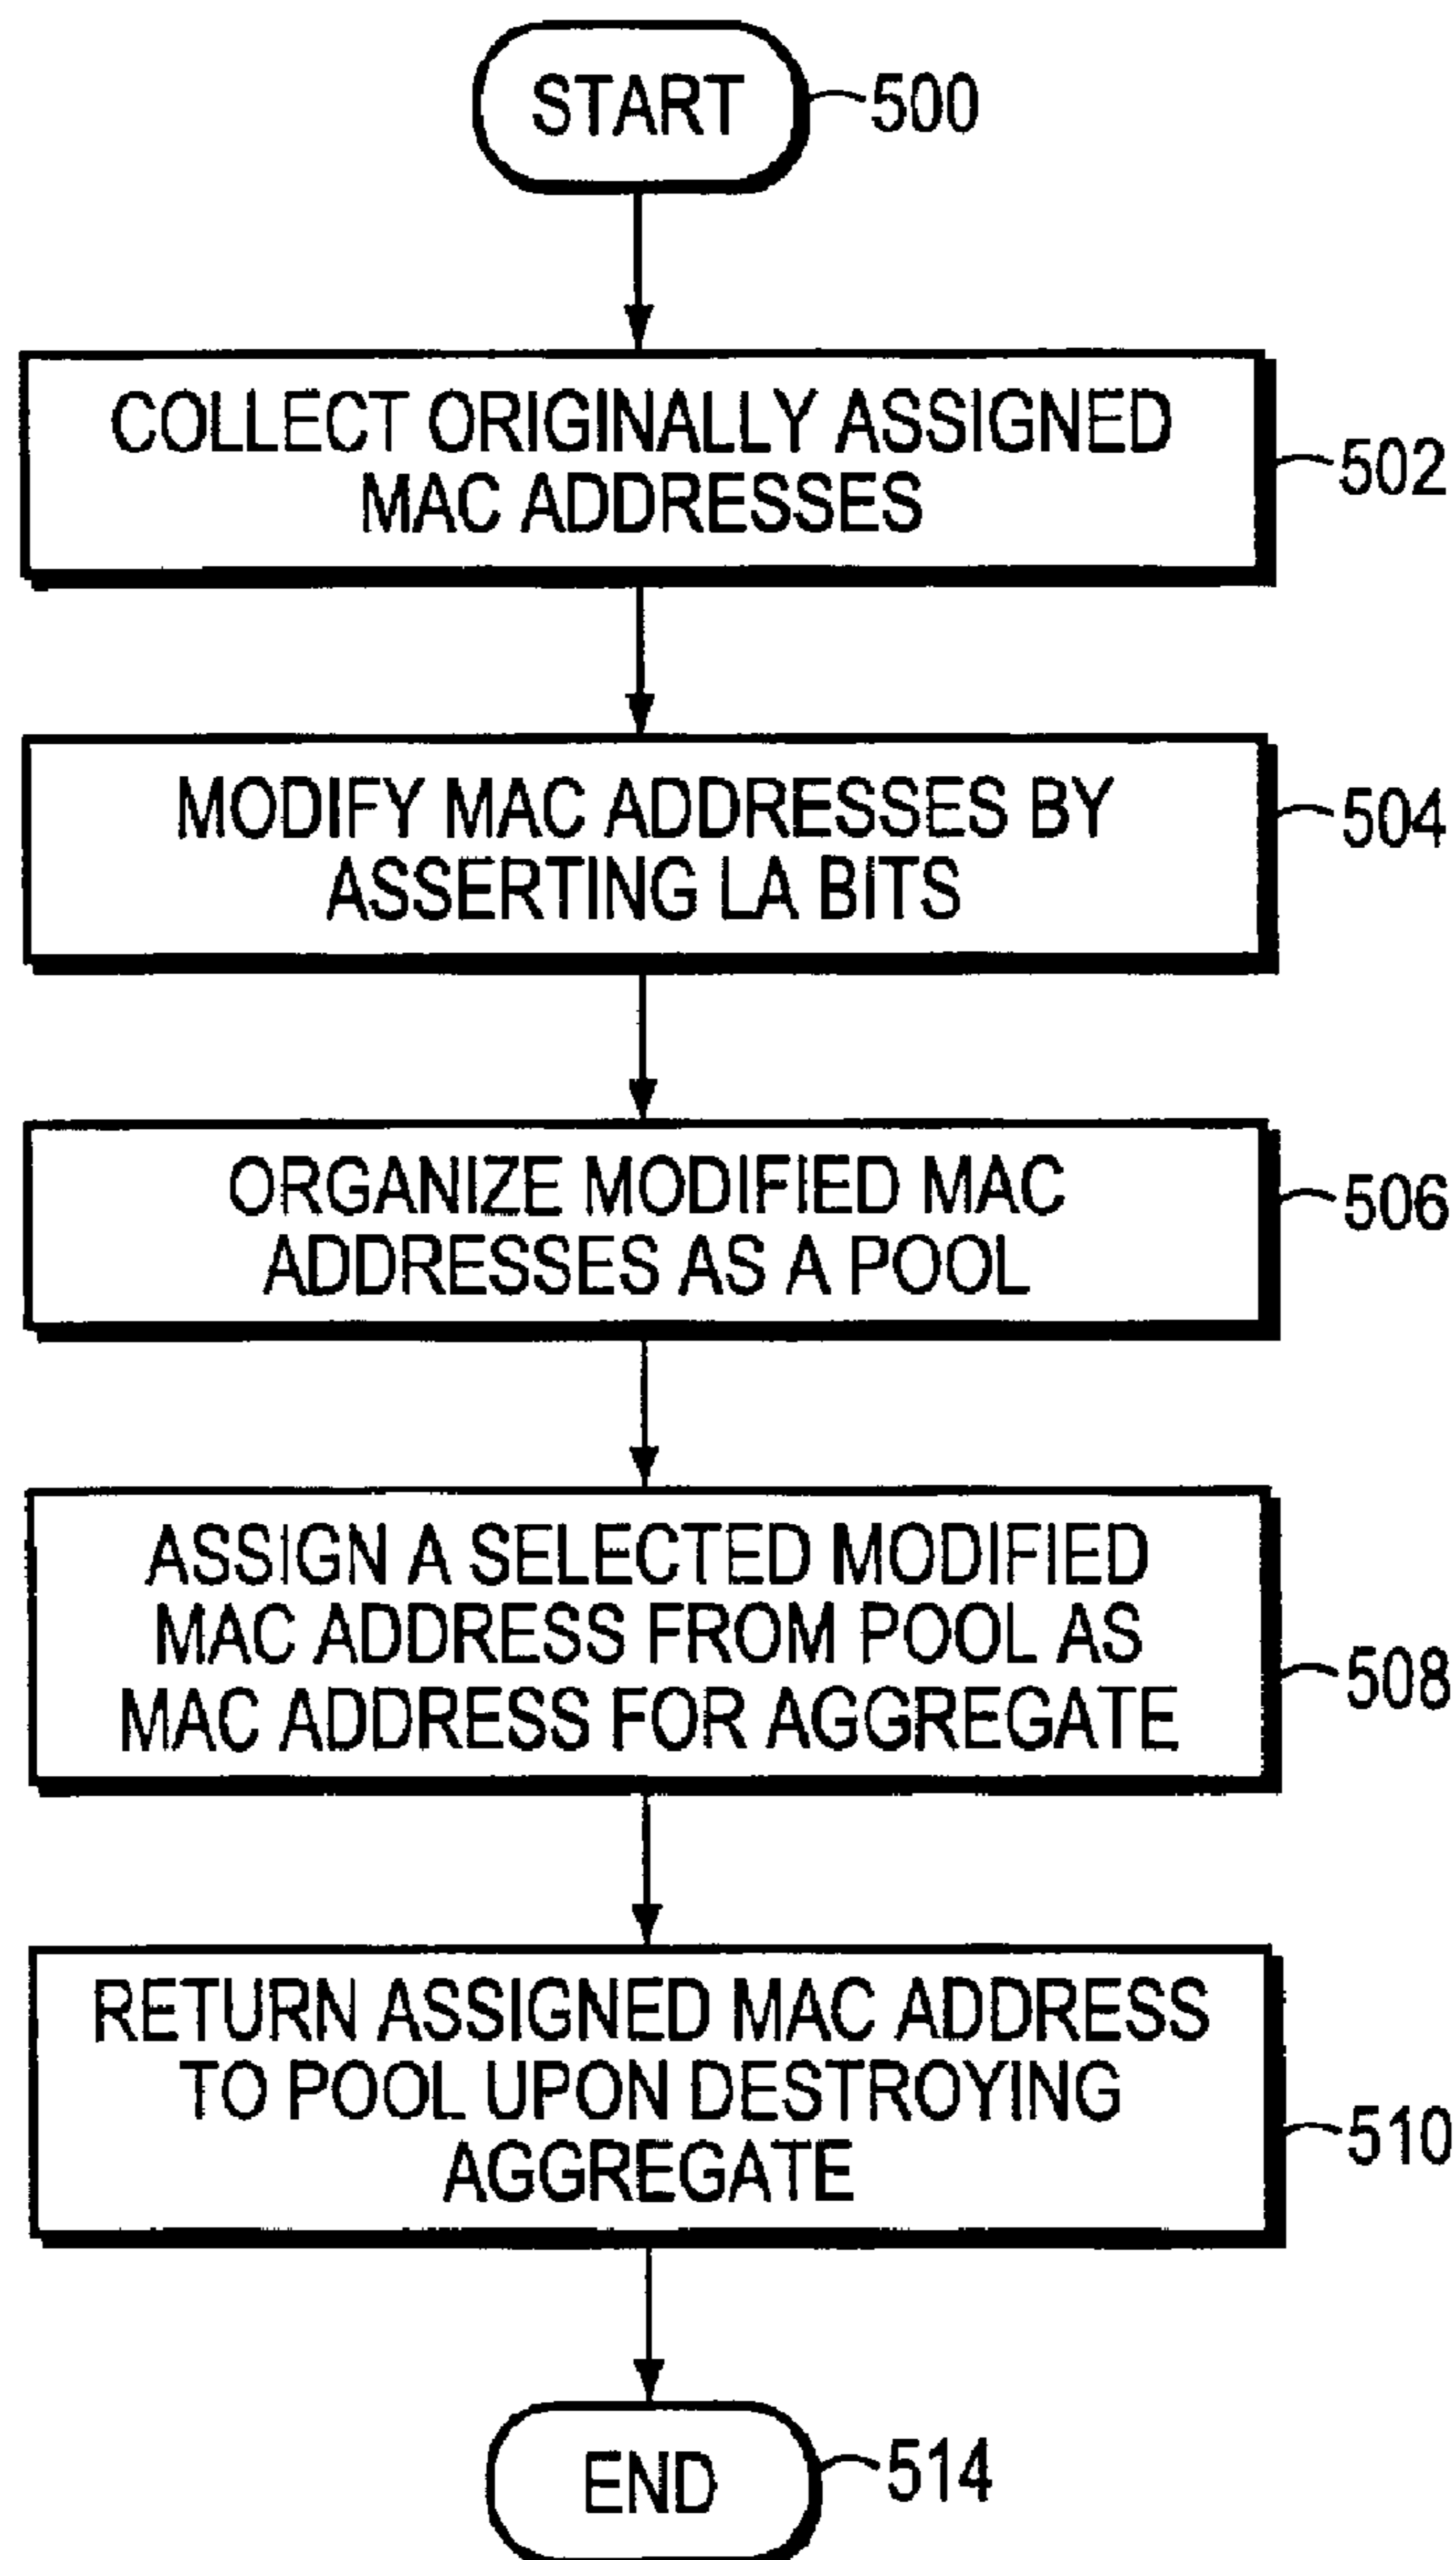 START
500
COLLECT ORIGINALLY ASSIGNED
MAC ADDRESSES
502
MODIFY MAC ADDRESSES BY
ASSERTING LA BITS
504
ORGANIZE MODIFIED MAC
ADDRESSES AS A POOL
506
ASSIGN A SELECTED MODIFIED
MAC ADDRESS FROM POOL AS
MAC ADDRESS FOR AGGREGATE
508
RETURN ASSIGNED MAC ADDRESS
TO POOL UPON DESTROYING
AGGREGATE
510
END
514